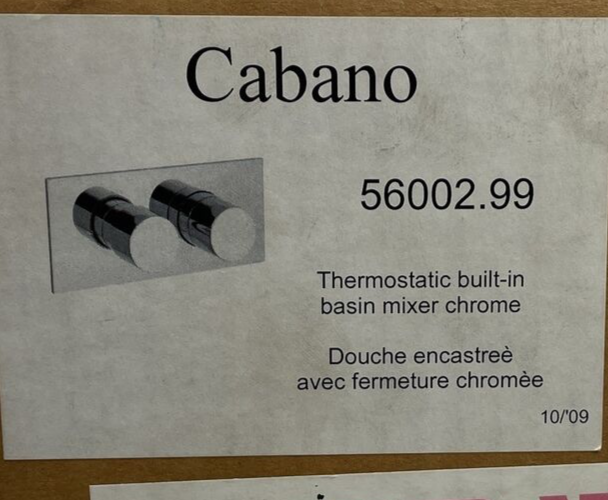 Cabano
56002.99
Thermostatic built-in
basin mixer chrome
Douche encastreè
avec fermeture chromèe
10/'09